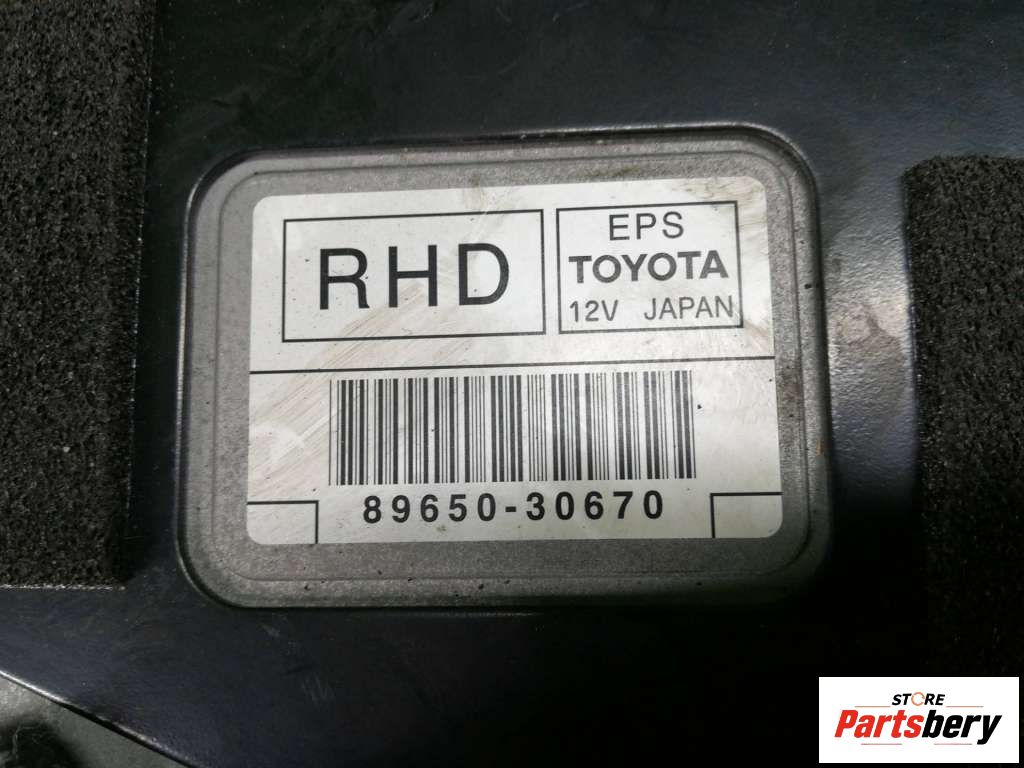 RHD
EPS
TOYOTA
12V JAPAN
89650-30670
STORE
Partsbery